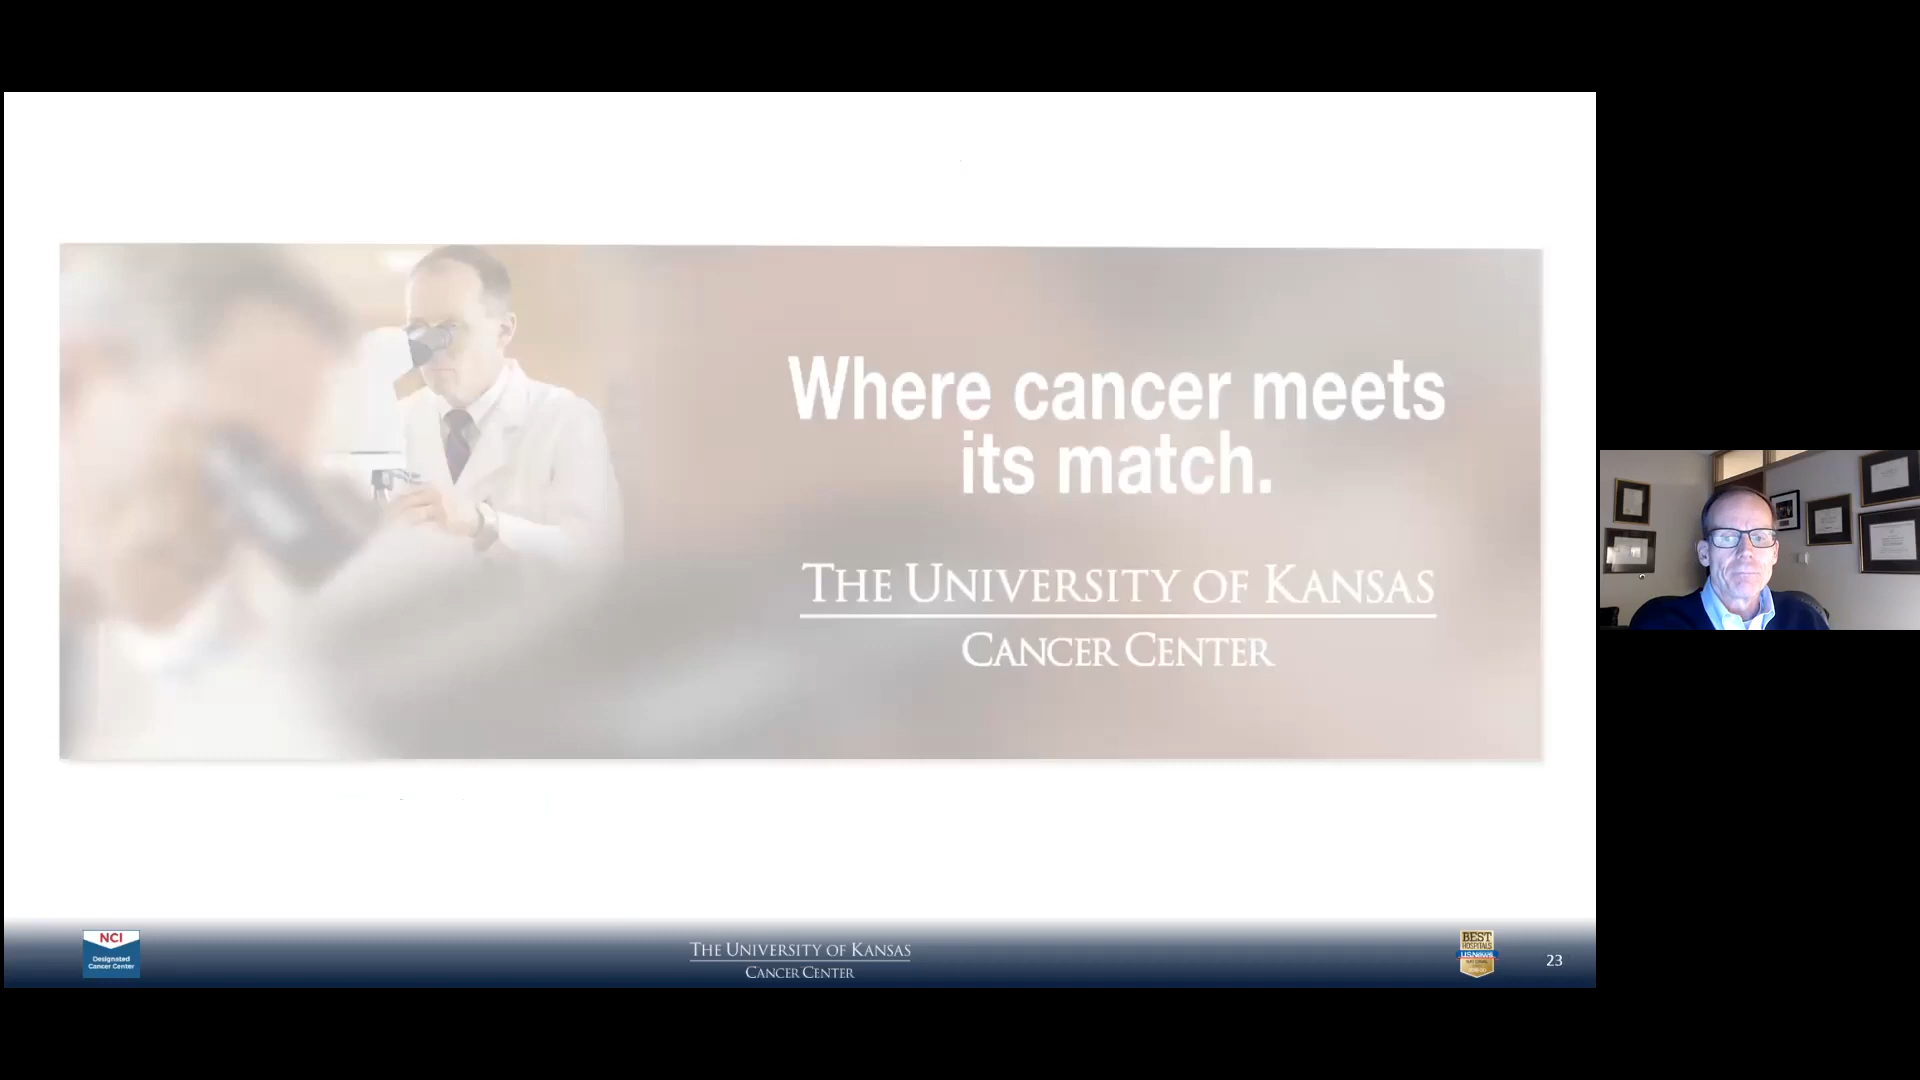 Where cancer meets
its match.
THE UNIVERSITY OF KANSAS
CANCER CENTER
NCI
Designated
Cancer Center
THE UNIVERSITY OF KANSAS
CANCER CENTER
BEST
HOSPITALS
U.S.News
23